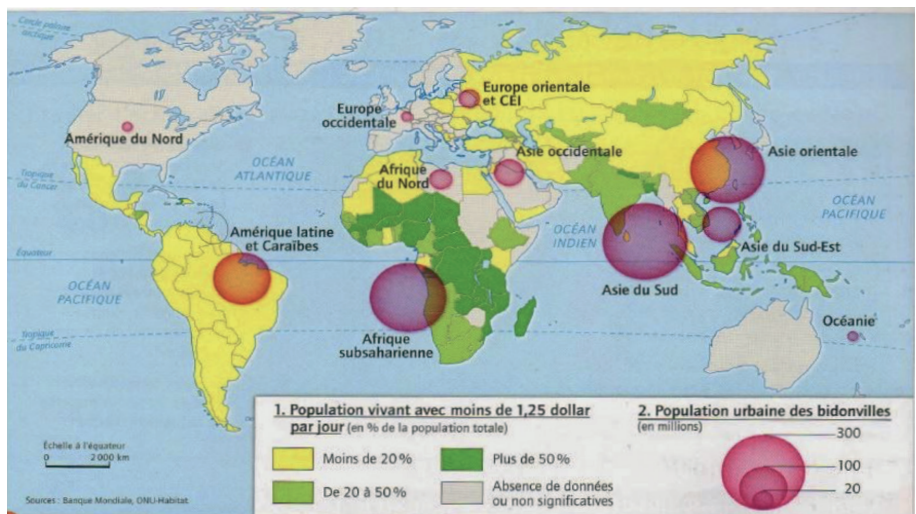 Cercle polaire
arctique
Amérique du Nord
Europe
occidentale
Europe orientale
et CEI
Asie occidentale
Asie orientale
Tropique
du Cancer
OCÉAN
ATLANTIQUE
Afrique
du Nord
OCÉAN
PACIFIQUE
Amérique latine
et Caraïbes
Équateur
OCÉAN
INDIEN
Asie du Sud-Est
OCÉAN
PACIFIQUE
Asie du Sud
Océanie
Tropique
du Capricorne
Afrique
subsaharienne
1. Population vivant avec moins de 1,25 dollar
par jour (en % de la population totale)
Moins de 20 %
De 20 à 50 %
Plus de 50 %
Absence de données
ou non significatives
2. Population urbaine des bidonvilles
(en millions)
300
100
20
Échelle à l'équateur
0 2 000 km
Sources : Banque Mondiale, ONU-Habitat.